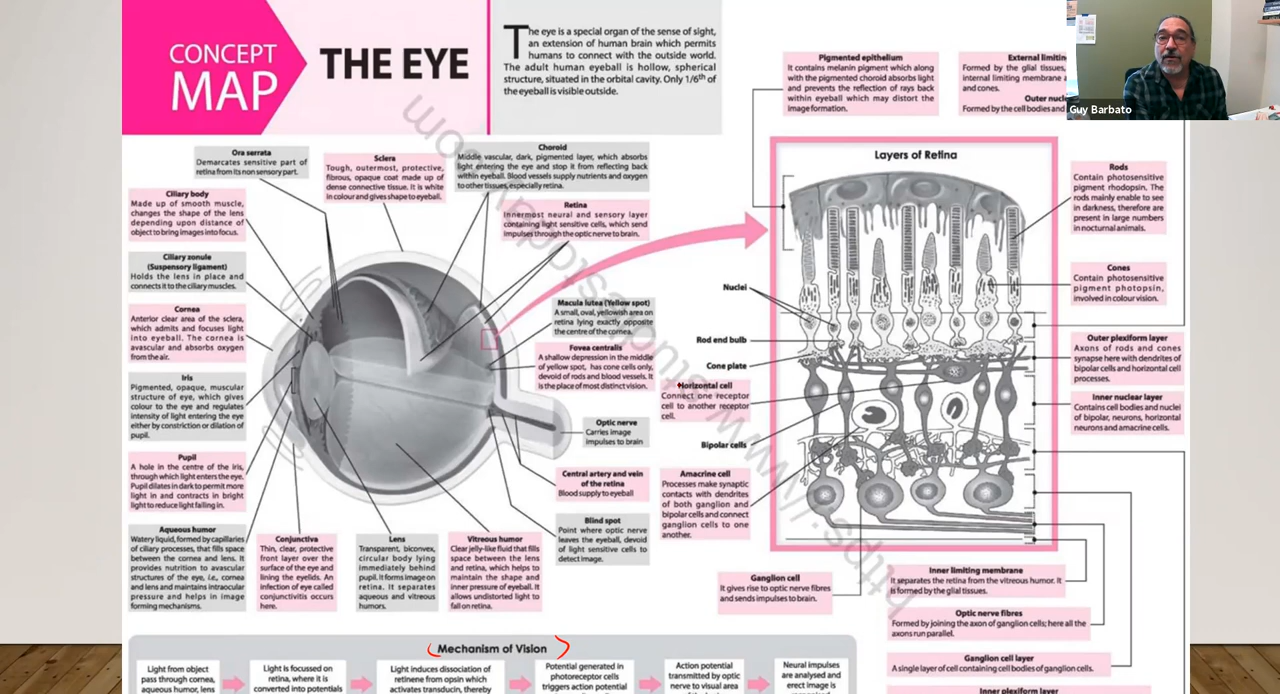 CONCEPT
MAP
THE EYE
The eye is a special organ of the sense of sight,
an extension of human brain which permits
humans to connect with the outside world.
The adult human eyeball is hollow, spherical
structure, situated in the orbital cavity. Only 1/6th of
the eyeball is visible outside.
Guy Barbato
Ora serrata
Demarcates sensitive part of
retina from its non sensory part.
Sclera
Tough, outermost, protective,
fibrous, opaque coat made up of
dense connective tissue. It is white
in colour and gives shape to eyeball.
Choroid
Middle vascular, dark, pigmented layer, which absorbs
light entering the eye and stop it from reflecting back
within eyeball. Blood vessels supply nutrients and oxygen
to other tissues, especially retina.
Ciliary body
Made up of smooth muscle,
changes the shape of the lens
depending upon distance of
object to bring images into focus.
Retina
Innermost neural and sensory layer
containing light sensitive cells, which send
impulses through the optic nerve to brain.
Ciliary zonule
(Suspensory ligament)
Holds the lens in place and
connects it to the ciliary muscles.
Cornea
Anterior clear area of the sclera,
which admits and focuses light
into eyeball. The cornea is
avascular and absorbs oxygen
from the air.
Iris
Pigmented, opaque, muscular
structure of eye, which gives
colour to the eye and regulates
intensity of light entering the eye
either by constriction or dilation of
pupil.
Pupil
A hole in the centre of the iris,
through which light enters the eye.
Pupil dilates in dark to permit more
light in and contracts in bright
light to reduce light falling in.
Aqueous humor
Watery liquid, formed by capillaries
of ciliary processes, that fills space
between the cornea and lens. It
provides nutrition to avascular
structures of the eye, i.e., cornea
and lens and maintains intraocular
pressure and helps in image
forming mechanisms.
Conjunctiva
Thin, clear, protective
front layer over the
surface of the eye and
lining the eyelids. An
infection of eye called
conjunctivitis occurs
here.
Lens
Transparent, biconvex,
circular body lying
immediately behind
pupil. It forms image on
retina. It separates
aqueous and vitreous
humors.
Vitreous humor
Clear jelly-like fluid that fills
space between the lens
and retina, which helps to
maintain the shape and
inner pressure of eyeball. It
allows undistorted light to
fall on retina.
Macula lutea (Yellow spot)
A small, oval, yellowish area on
retina lying exactly opposite
the centre of the cornea.
Fovea centralis
A shallow depression in the middle
of yellow spot, has cone cells only,
devoid of rods and blood vessels. It
is the place of most distinct vision.
Optic nerve
Carries image
impulses to brain
Central artery and vein
of the retina
Blood supply to eyeball
Blind spot
Point where optic nerve
leaves the eyeball, devoid
of light sensitive cells to
detect image.
Pigmented epithelium
It contains melanin pigment which along
with the pigmented choroid absorbs light
and prevents the reflection of rays back
within eyeball which may distort the
image formation.
External limiting
Formed by the glial tissues,
internal limiting membrane
and cones.
Outer
Formed by the cell bodies and
Layers of Retina
Nuclei
Rod end bulb
Cone plate
Horizontal cell
Connect one receptor
cell to another receptor
cell.
Bipolar cells
Amacrine cell
Processes make synaptic
contacts with dendrites
of both ganglion and
bipolar cells and connect
ganglion cells to one
another.
Ganglion cell
It gives rise to optic nerve fibres
and sends impulses to brain.
Rods
Contain photosensitive
pigment rhodopsin. The
rods mainly enable to see
in darkness, therefore are
present in large numbers
in nocturnal animals.
Cones
Contain photosensitive
pigment photopsin,
involved in colour vision.
Outer plexiform layer
Axons of rods and cones
synapse here with dendrites of
bipolar cells and horizontal cell
processes.
Inner nuclear layer
Contains cell bodies and nuclei
of bipolar, neurons, horizontal
neurons and amacrine cells.
Inner limiting membrane
It separates the retina from the vitreous humor. It
is formed by the glial tissues.
Optic nerve fibres
Formed by joining the axon of ganglion cells; here all the
axons run parallel.
Ganglion cell layer
A single layer of cell containing cell bodies of ganglion cells.
Inner plexiform layer
Mechanism of Vision
Light from object
pass through cornea,
aqueous humor, lens
Light is focussed on
retina, where it is
converted into potentials
Light induces dissociation of
retinene from opsin which
activates transducin, thereby
Potential generated in
photoreceptor cells
triggers action potential
Action potential
transmitted by optic
nerve to visual area
Neural impulses
are analysed and
erect image is